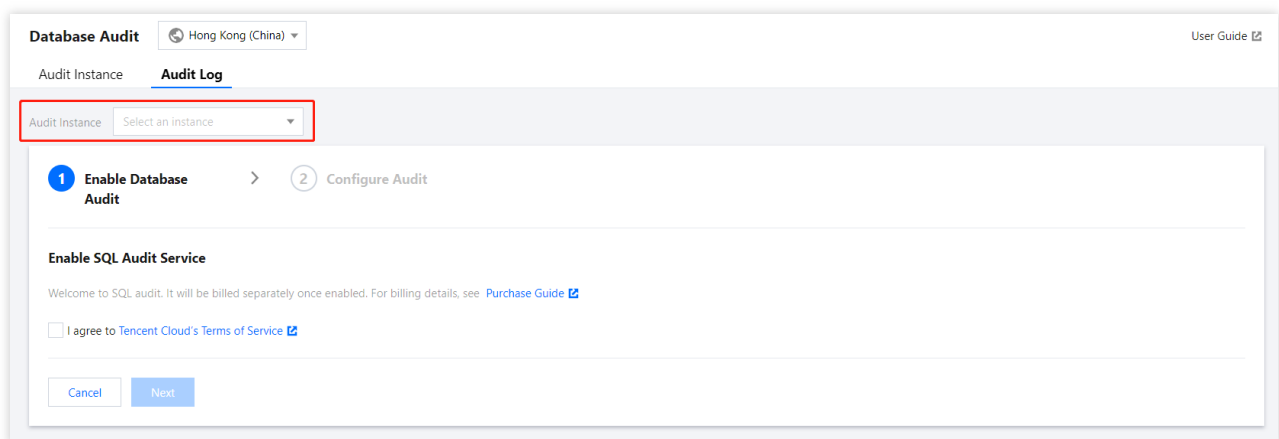 Database Audit Hong Kong (China) User Guide
Audit Instance Audit Log
Audit Instance Select an instance
1 Enable Database Audit 2 Configure Audit
Enable SQL Audit Service
Welcome to SQL audit. It will be billed separately once enabled. For billing details, see Purchase Guide
I agree to Tencent Cloud's Terms of Service
Cancel Next